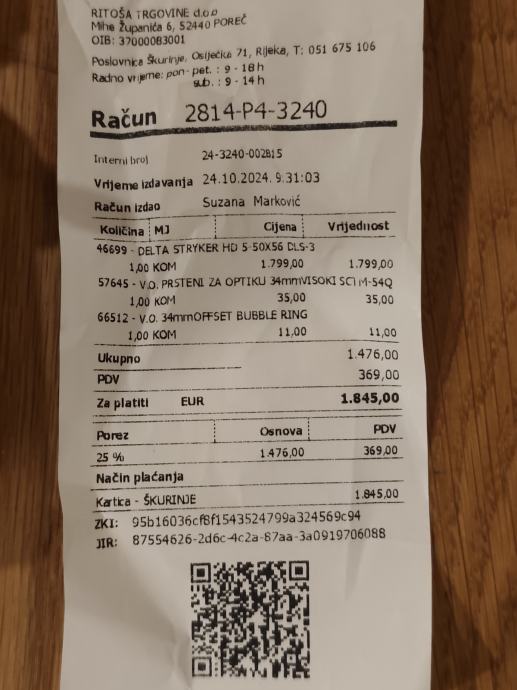 RITOŠA TRGOVINE d.o.o
Mihe Županića 6, 52440 POREČ
OIB: 37000083001
Poslovnica Škurinje, Osječka 71, Rijeka, T: 051 675 106
Radno vrijeme: pon- pet. : 9 - 18 h
sub. : 9 - 14 h
Račun 2814-P4-3240
Interni broj 24-3240-002815
Vrijeme izdavanja 24.10.2024. 9:31:03
Račun izdao Suzana Marković
Količina MJ Cijena Vrijednost
46699 - DELTA STRYKER HD 5-50X56 DLS-3
1,00 KOM 1.799,00 1.799,00
57645 - V.O. PRSTENI ZA OPTIKU 34mmVISOKI SC1 M-54Q
1,00 KOM 35,00 35,00
66512 - V.O. 34mmOFFSET BUBBLE RING
1,00 KOM 11,00 11,00
Ukupno 1.476,00
PDV 369,00
Za platiti EUR 1.845,00
Porez Osnova PDV
25 % 1.476,00 369,00
Način plaćanja
Kartica - ŠKURINJE 1.845,00
ZKI: 95b16036cf8f1543524799a324569c94
JIR: 87554626-2d6c-4c2a-87aa-3a0919706088